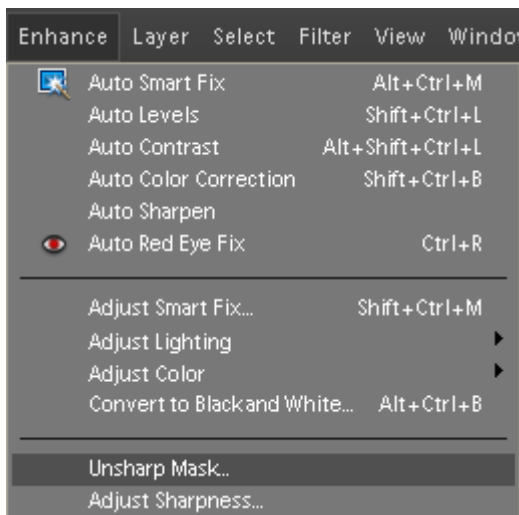 Enhance Layer Select Filter View Windo
Auto Smart Fix Alt+Ctrl+M
Auto Levels Shift+Ctrl+L
Auto Contrast Alt+Shift+Ctrl+L
Auto Color Correction Shift+Ctrl+B
Auto Sharpen
Auto Red Eye Fix Ctrl+R
Adjust Smart Fix... Shift+Ctrl+M
Adjust Lighting
Adjust Color
Convert to Black and White... Alt+Ctrl+B
Unsharp Mask...
Adjust Sharpness...